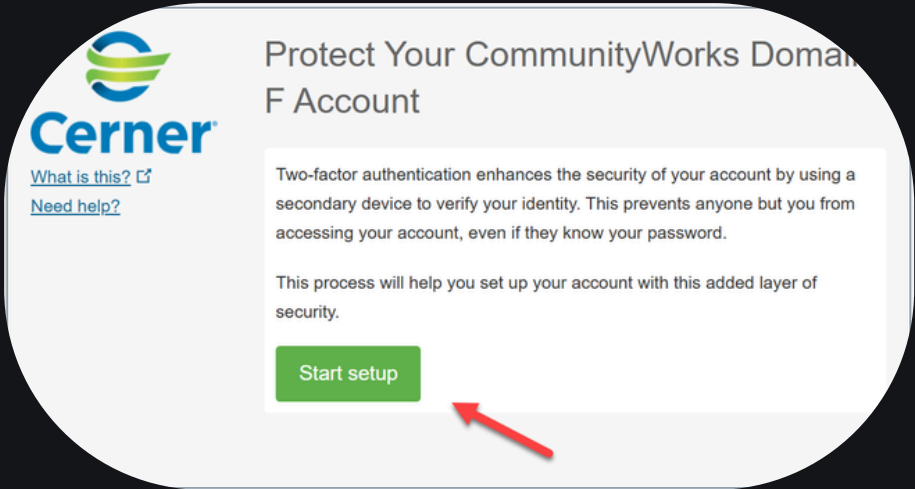 Cerner
What is this?
Need help?
Protect Your CommunityWorks Domain
F Account
Two-factor authentication enhances the security of your account by using a
secondary device to verify your identity. This prevents anyone but you from
accessing your account, even if they know your password.
This process will help you set up your account with this added layer of
security.
Start setup